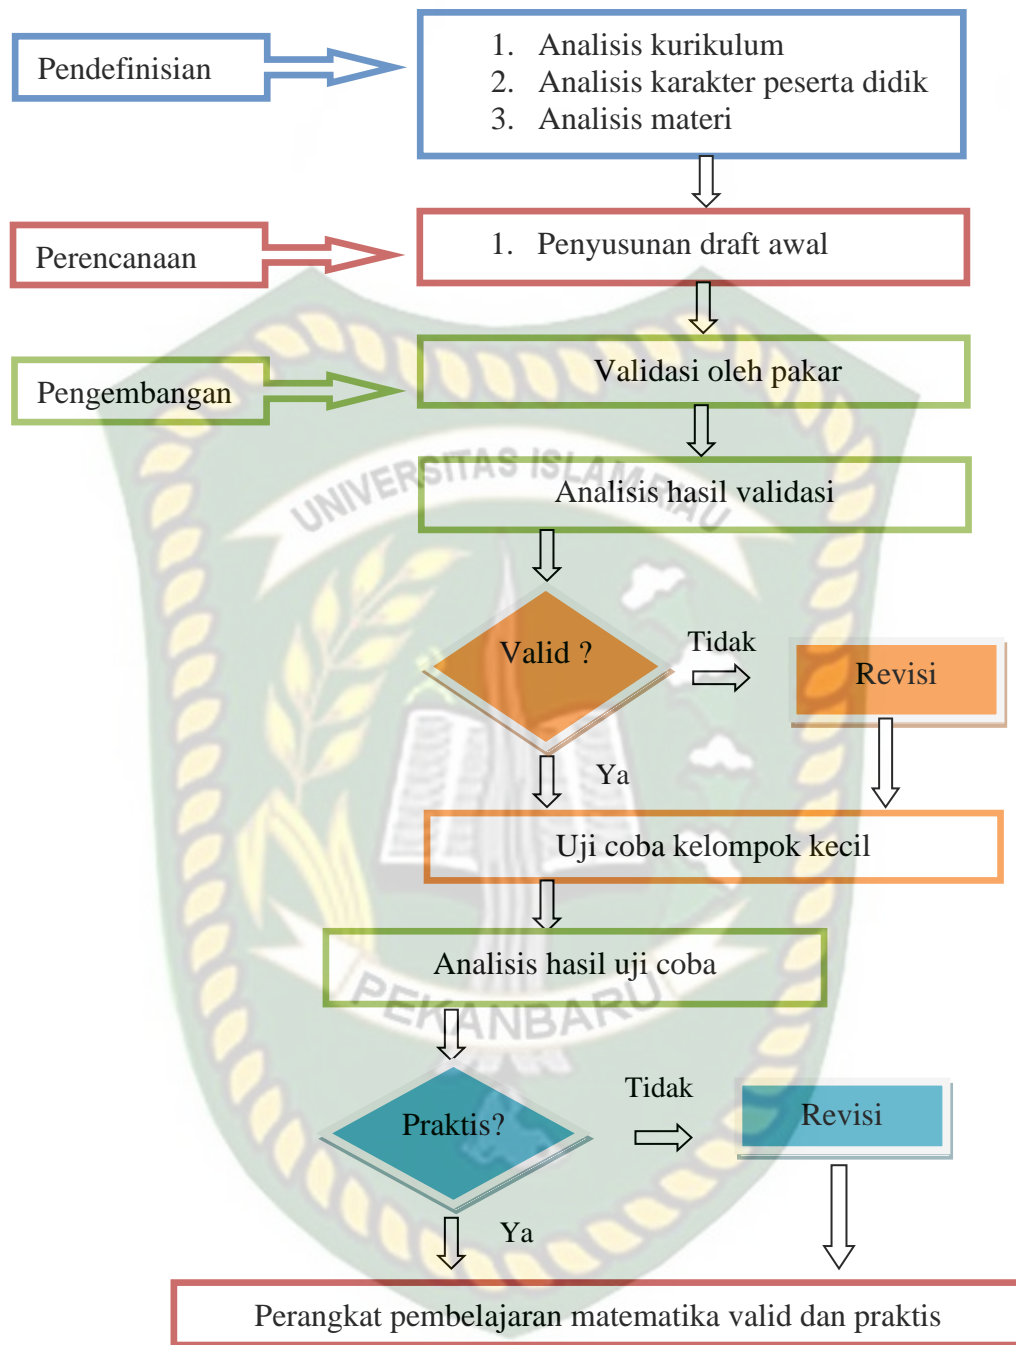 Pendefinisian
1. Analisis kurikulum
2. Analisis karakter peserta didik
3. Analisis materi
Perencanaan
1. Penyusunan draft awal
Pengembangan
Validasi oleh pakar
UNIVERSITAS ISLAM RIAU
Analisis hasil validasi
Valid ?
Tidak
Revisi
Ya
Uji coba kelompok kecil
Analisis hasil uji coba
PEKANBARU
Praktis?
Tidak
Revisi
Ya
Perangkat pembelajaran matematika valid dan praktis